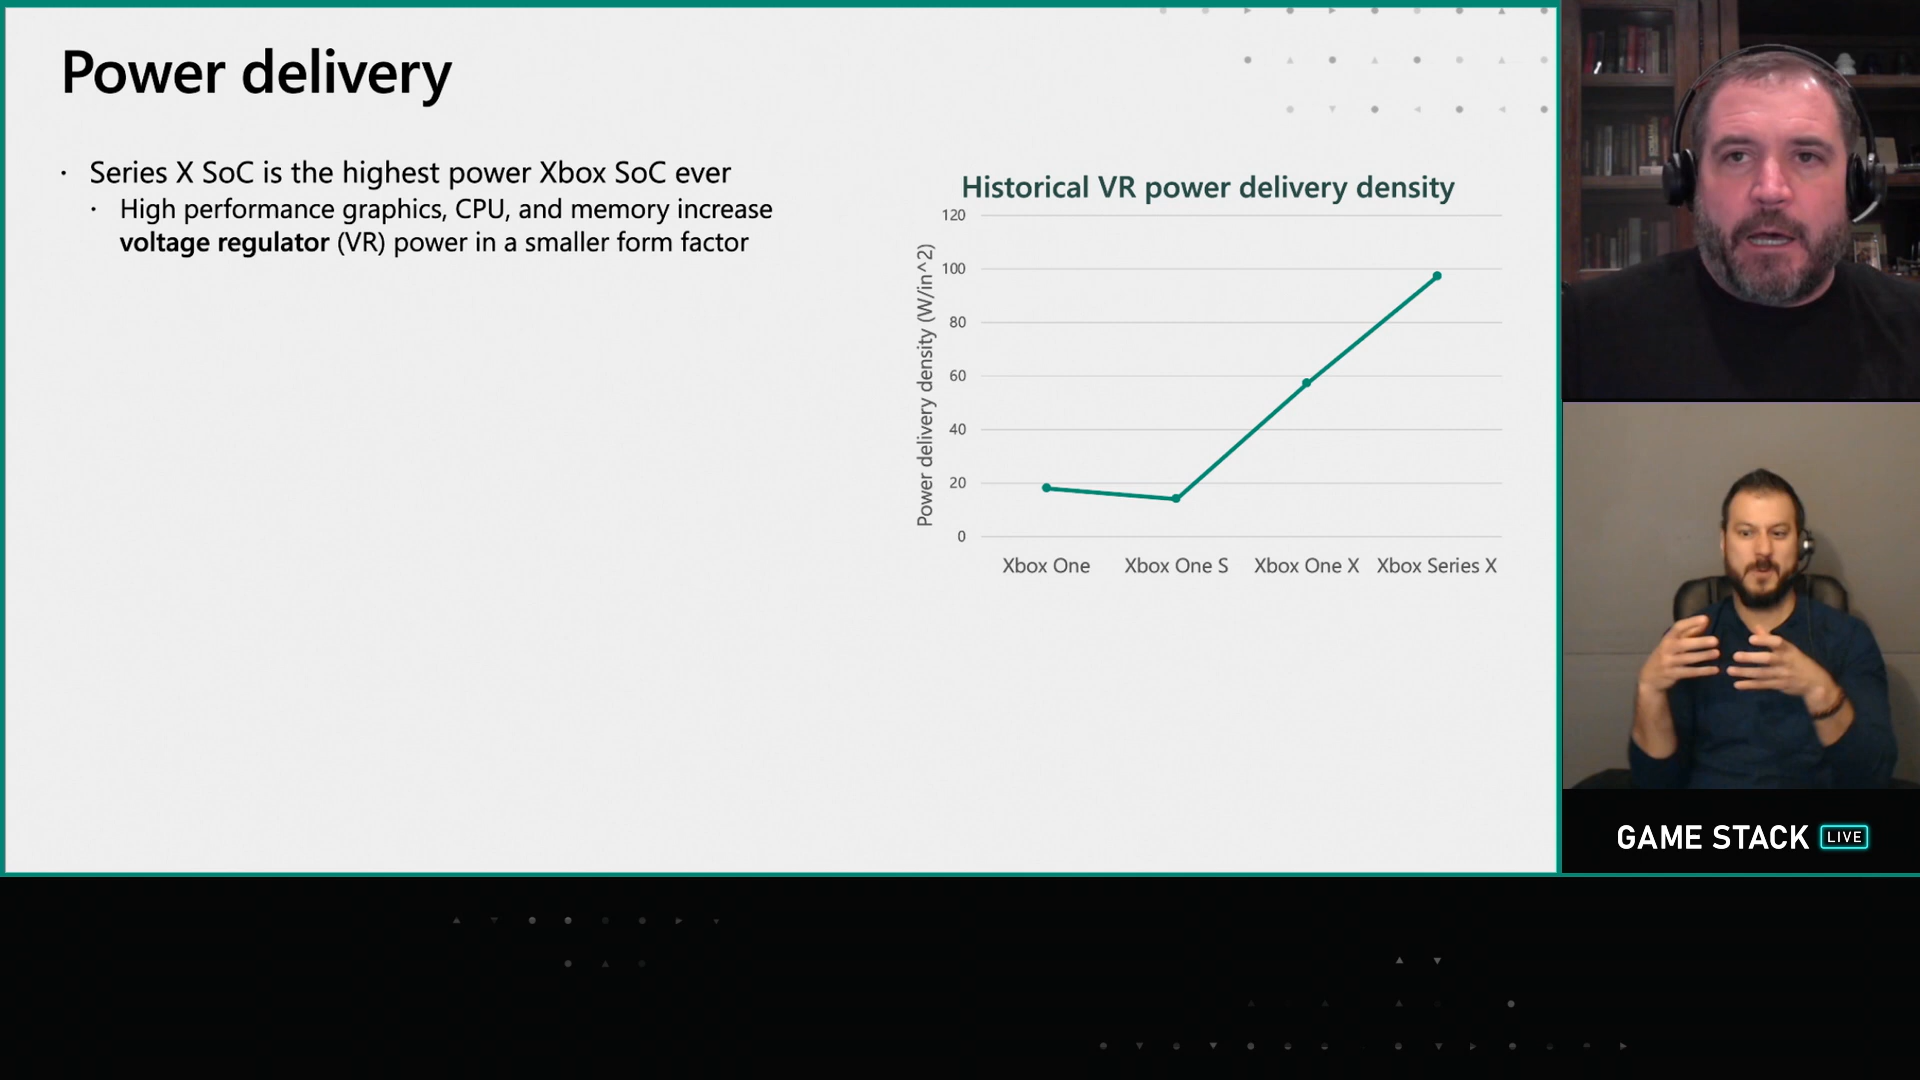 Power delivery
· Series X SoC is the highest power Xbox SoC ever
· High performance graphics, CPU, and memory increase
voltage regulator (VR) power in a smaller form factor
Historical VR power delivery density
Power delivery density (W/in^2)
120
100
80
60
40
20
0
Xbox One
Xbox One S
Xbox One X
Xbox Series X
GAME STACK LIVE